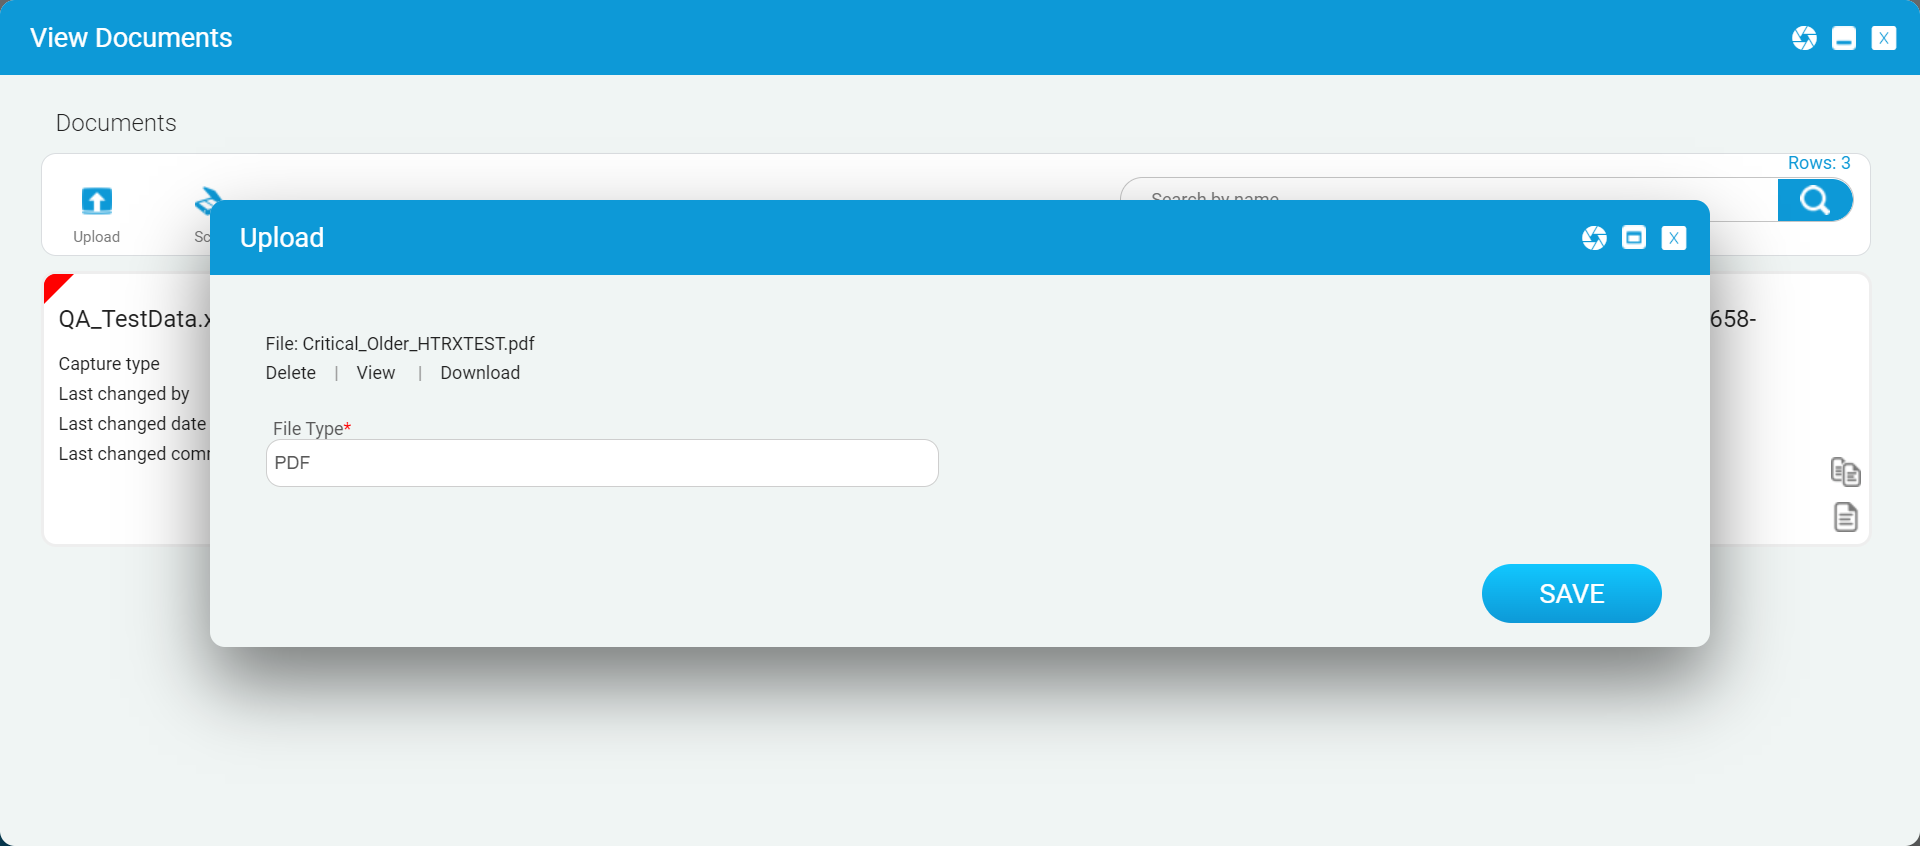 View Documents
X
Documents
Rows: 3
Search by name
Upload
Sc
Upload
X
QA_TestData.x
658-
File: Critical_Older_HTRXTEST.pdf
Delete | View | Download
Capture type
Last changed by
Last changed date
Last changed com
File Type*
PDF
SAVE